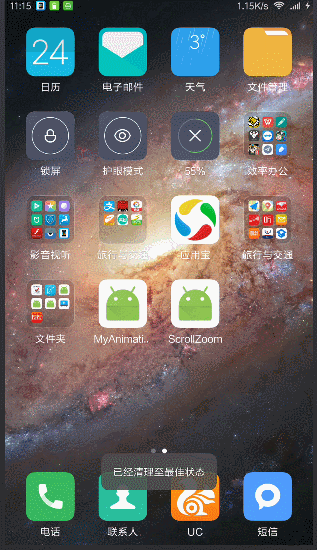 11:15 1.15K/s
24 3°
日历 电子邮件 天气 文件管理
锁屏 护眼模式 55% 效率办公
影音视听 旅行与交通 应用宝 旅行与交通
文件夹 MyAnimati.. ScrollZoom
已经清理至最佳状态
电话 联系人 UC 短信